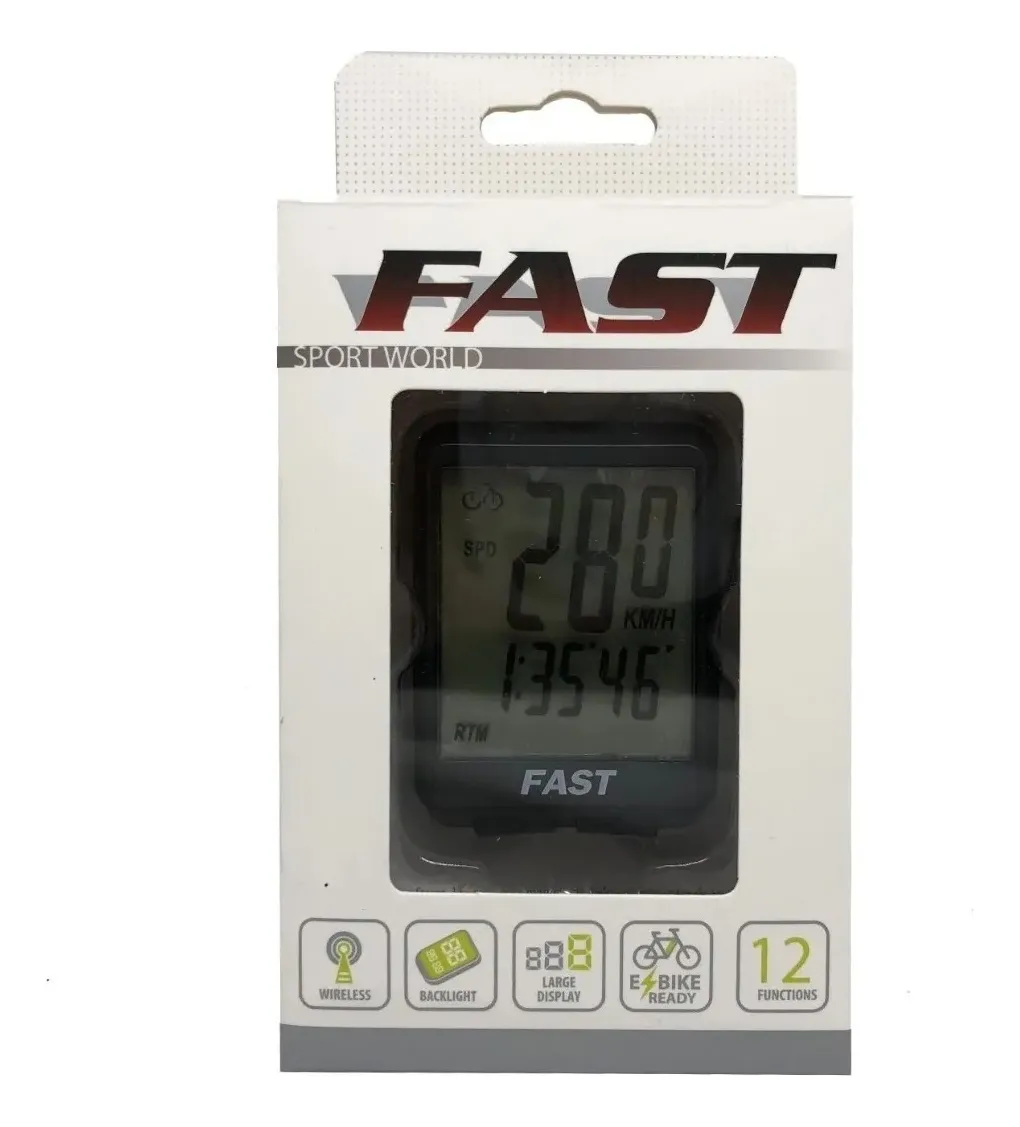 FAST
SPORT WORLD
280
SPD
KM/H
1:35'46"
RTM
FAST
WIRELESS
BACKLIGHT
LARGE
DISPLAY
E BIKE
READY
12
FUNCTIONS